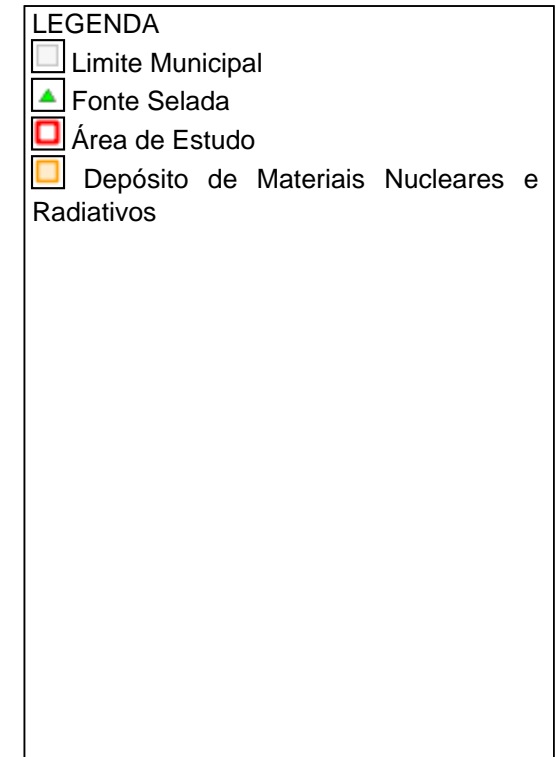 LEGENDA
Limite Municipal
Fonte Selada
Área de Estudo
Depósito de Materiais Nucleares e
Radiativos